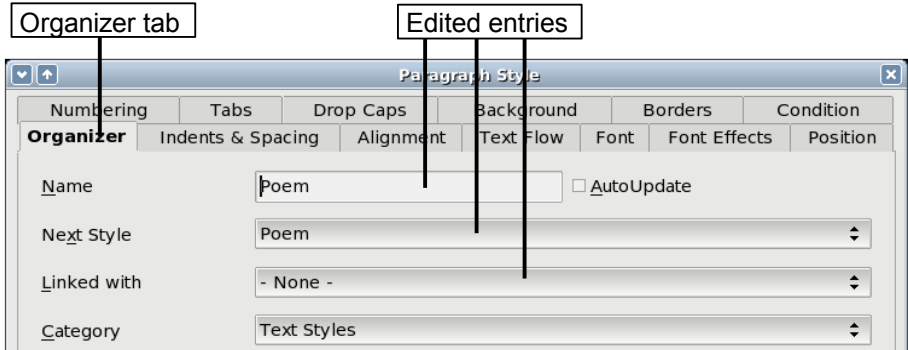 Organizer tab Edited entries
Paragraph Style
Numbering Tabs Drop Caps Background Borders Condition
Organizer Indents & Spacing Alignment Text Flow Font Font Effects Position
Name Poem AutoUpdate
Next Style Poem
Linked with - None -
Category Text Styles